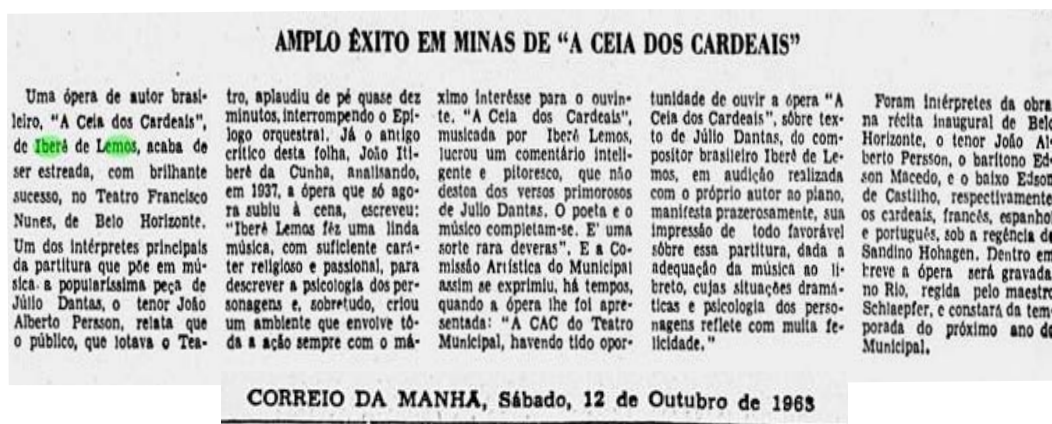 AMPLO ÊXITO EM MINAS DE "A CEIA DOS CARDEAIS"
Uma ópera de autor brasi-
leiro, "A Ceia dos Cardeais",
de Iberê de Lemos, acaba de
ser estreada, com brilhante
sucesso, no Teatro Francisco
Nunes, de Belo Horizonte.
Um dos intérpretes principais
da partitura que põe em mú-
sica a popularíssima peça de
Júlio Dantas, o tenor João
Alberto Persson, relata que
o público, que lotava o Tea-
tro, aplaudiu de pé quase dez
minutos, interrompendo o Epí-
logo orquestral. Já o antigo
crítico desta folha, João Iti-
berê da Cunha, analisando,
em 1937, a ópera que só ago-
ra subiu à cena, escreveu:
"Iberê Lemos fêz uma linda
música, com suficiente cará-
ter religioso e passional, para
descrever a psicologia dos per-
sonagens e, sobretudo, criou
um ambiente que envolve tô-
da a ação sempre com o má-
ximo interêsse para o ouvin-
te. "A Ceia dos Cardeais",
musicada por Iberê Lemos,
lucrou um comentário inteli-
gente e pitoresco, que não
destoa dos versos primorosos
de Julio Dantas. O poeta e o
músico completam-se. E' uma
sorte rara deveras". E a Co-
missão Artística do Municipal
assim se exprimiu, há tempos,
quando a ópera lhe foi apre-
sentada: "A CAC do Teatro
Municipal, havendo tido opor-
tunidade de ouvir a ópera "A
Ceia dos Cardeais", sôbre tex-
to de Júlio Dantas, do com-
positor brasileiro Iberê de Le-
mos, em audição realizada
com o próprio autor ao piano,
manifesta prazerosamente, sua
impressão de todo favorável
sôbre essa partitura, dada a
adequação da música ao li-
breto, cujas situações dramá-
ticas e psicologia dos perso-
nagens reflete com muita fe-
licidade."
Foram intérpretes da obra
na récita inaugural de Belo
Horizonte, o tenor João Al-
berto Persson, o barítono Ed-
son Macedo, e o baixo Edson
de Castilho, respectivamente
os cardeais, francês, espanhol
e português, sob a regência de
Sandino Hohagen. Dentro em
breve a ópera será gravada
no Rio, regida pelo maestro
Schlaepfer, e constará da tem-
porada do próximo ano do
Municipal.
CORREIO DA MANHÃ, Sábado, 12 de Outubro de 1963